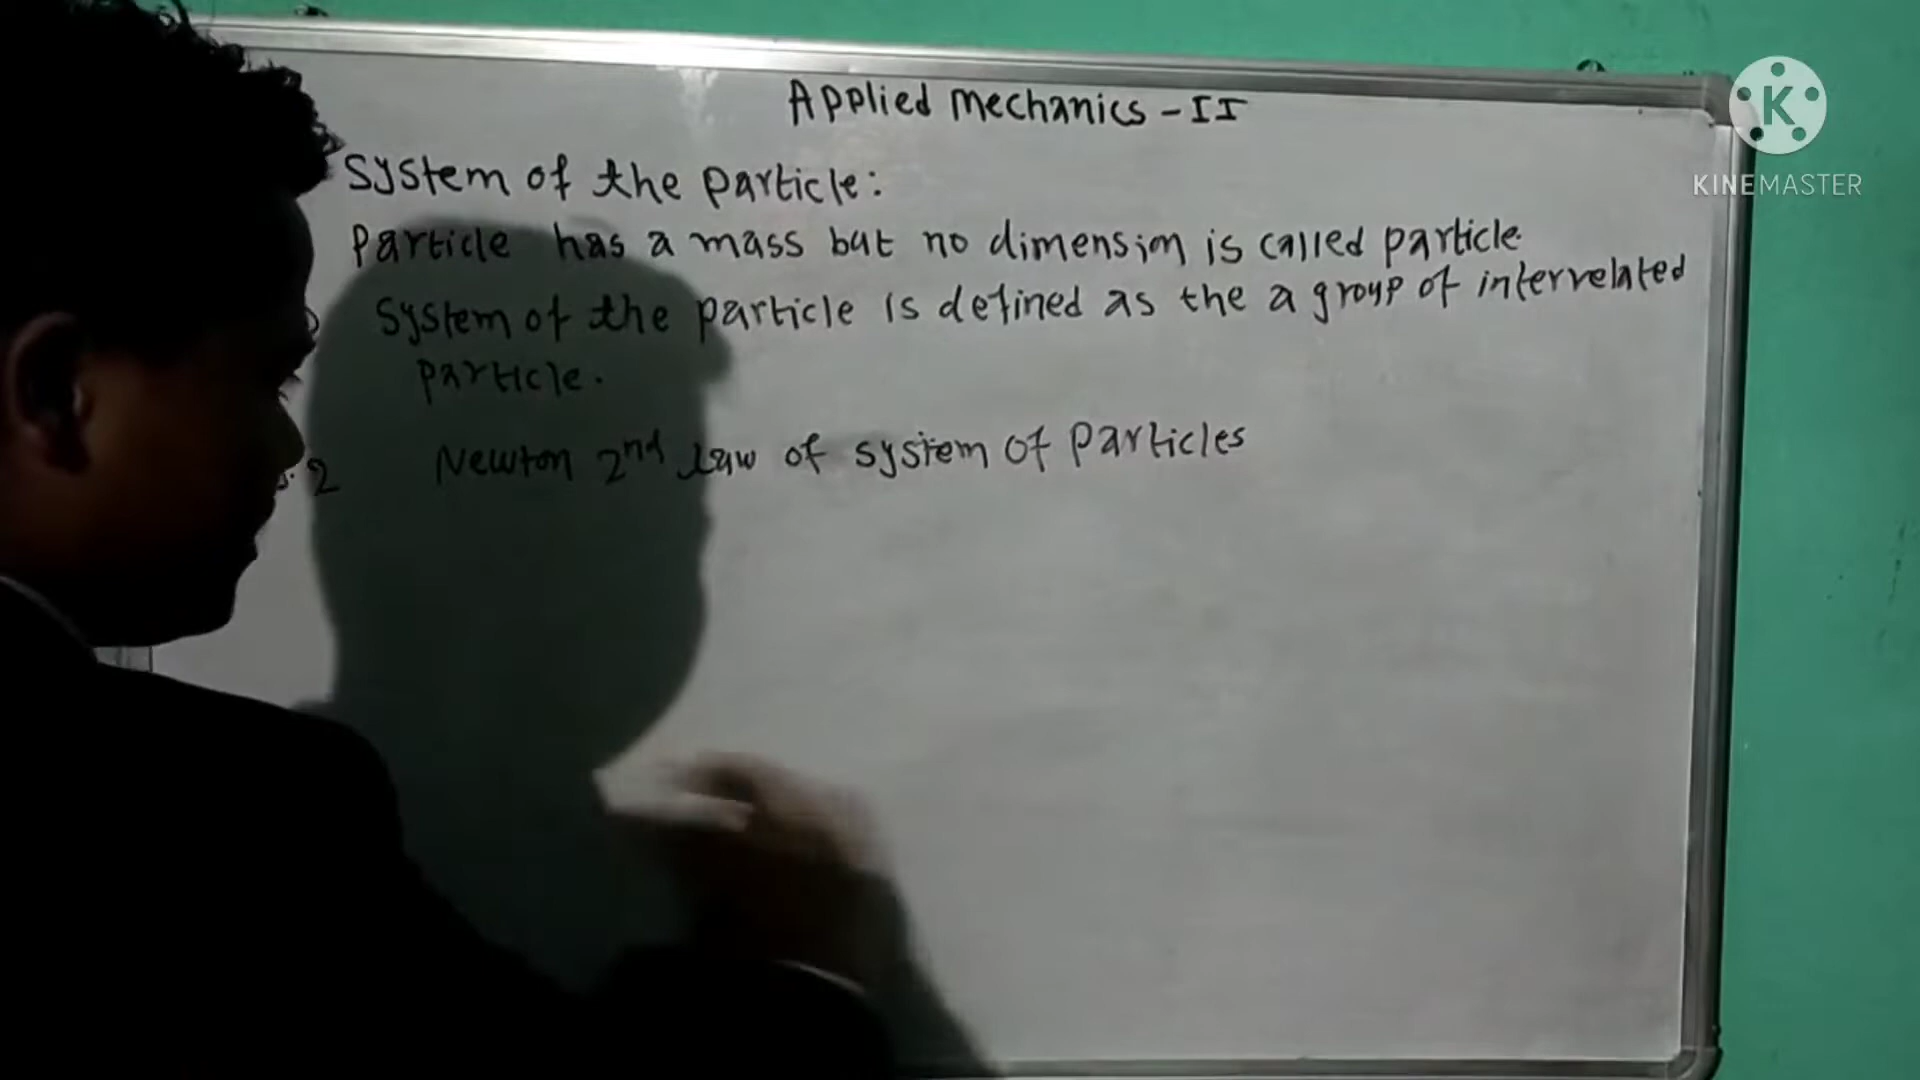 Applied Mechanics - II
K
KINEMASTER
System of the particle:
Particle has a mass but no dimension is called particle.
System of the particle is defined as the a group of interrelated
particle.
2 Newton 2nd Law of system of Particles